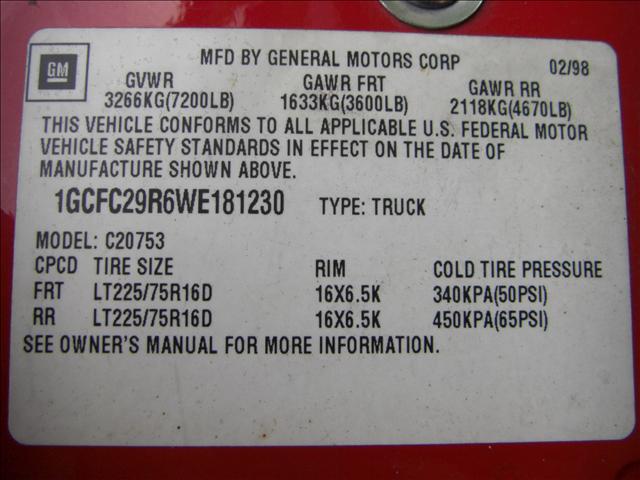 GM
MFD BY GENERAL MOTORS CORP 02/98
GVWR GAWR FRT GAWR RR
3266KG(7200LB) 1633KG(3600LB) 2118KG(4670LB)
THIS VEHICLE CONFORMS TO ALL APPLICABLE U.S. FEDERAL MOTOR
VEHICLE SAFETY STANDARDS IN EFFECT ON THE DATE OF
MANUFACTURE SHOWN ABOVE.
1GCFC29R6WE181230 TYPE: TRUCK
MODEL: C20753
CPCD TIRE SIZE RIM COLD TIRE PRESSURE
FRT LT225/75R16D 16X6.5K 340KPA(50PSI)
RR LT225/75R16D 16X6.5K 450KPA(65PSI)
SEE OWNER'S MANUAL FOR MORE INFORMATION.